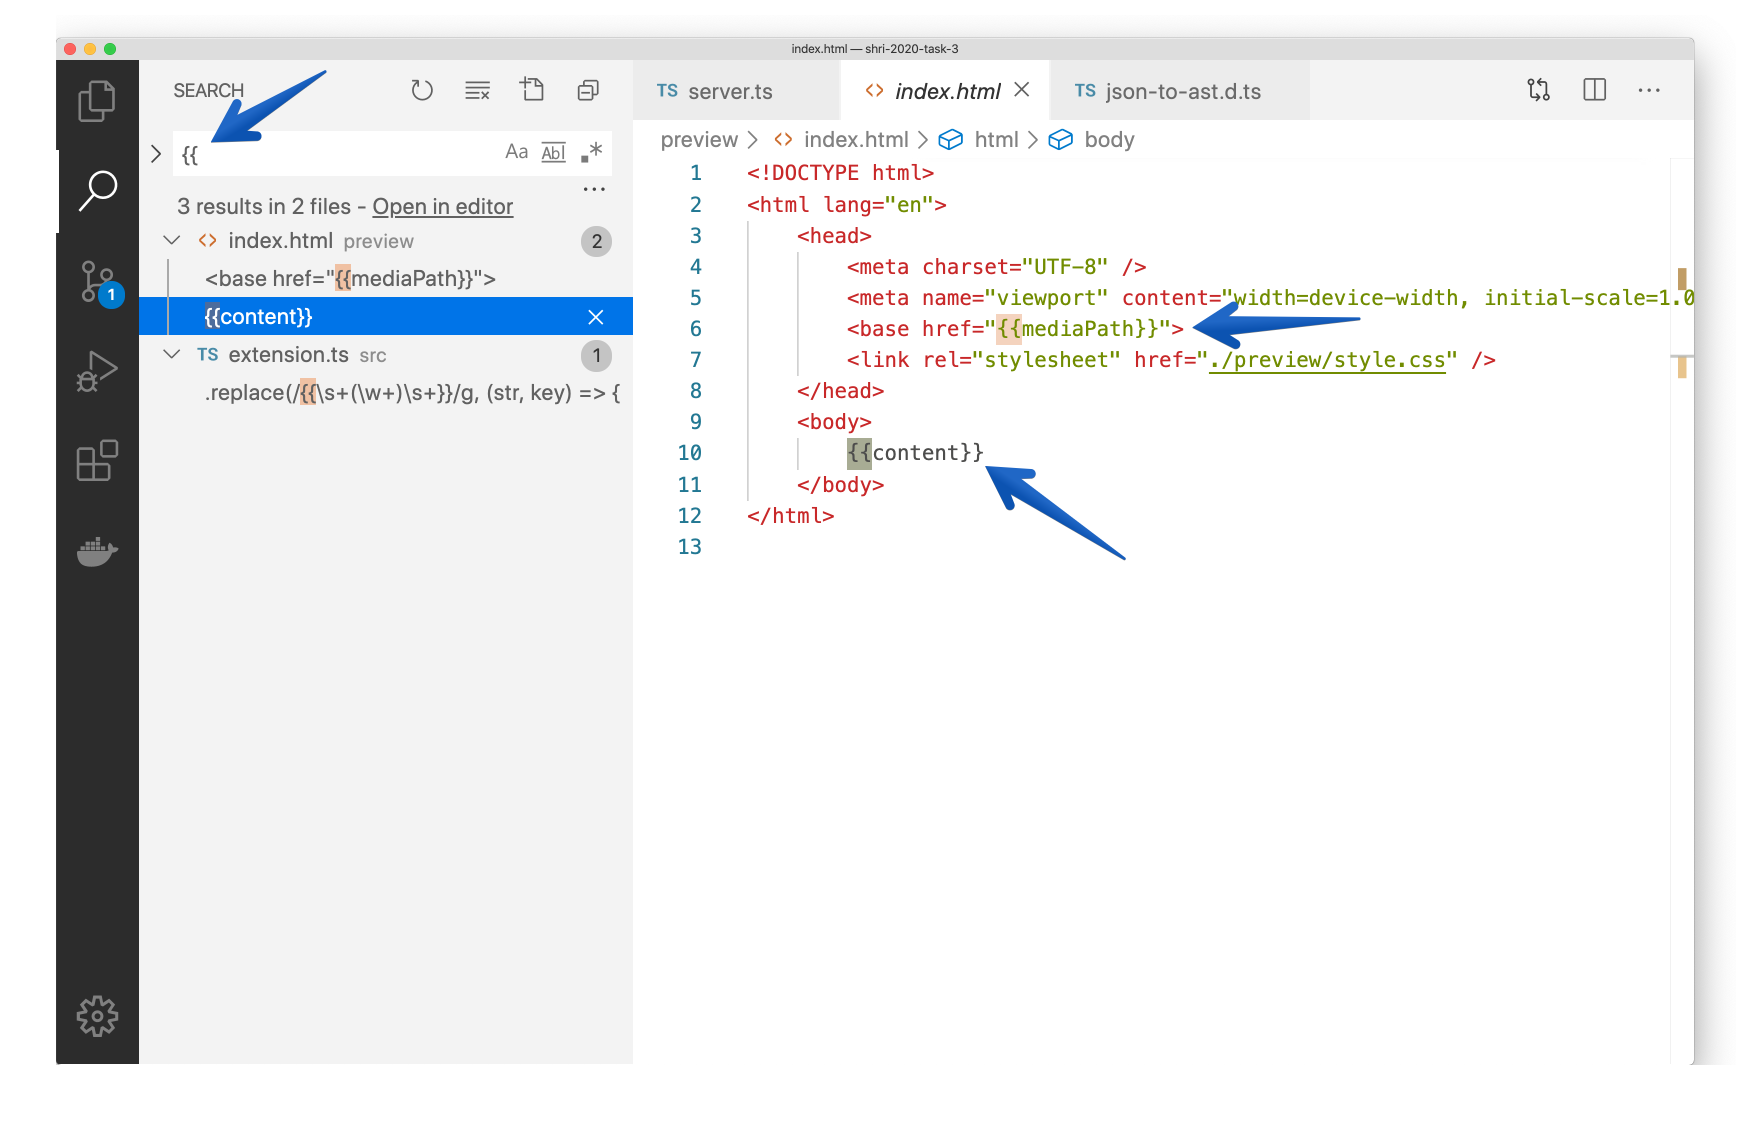 index.html — shri-2020-task-3
SEARCH
{{
Aa Abl .*
3 results in 2 files - Open in editor
index.html preview 2
<base href="{{mediaPath}}">
{{content}}
TS extension.ts src 1
.replace(/{{\s+(\w+)\s+}}/g, (str, key) => {
1
TS server.ts
<> index.html
TS json-to-ast.d.ts
preview > <> index.html > html > body
1 <!DOCTYPE html>
2 <html lang="en">
3 <head>
4 <meta charset="UTF-8" />
5 <meta name="viewport" content="width=device-width, initial-scale=1.0
6 <base href="{{mediaPath}}">
7 <link rel="stylesheet" href="./preview/style.css" />
8 </head>
9 <body>
10 {{content}}
11 </body>
12 </html>
13